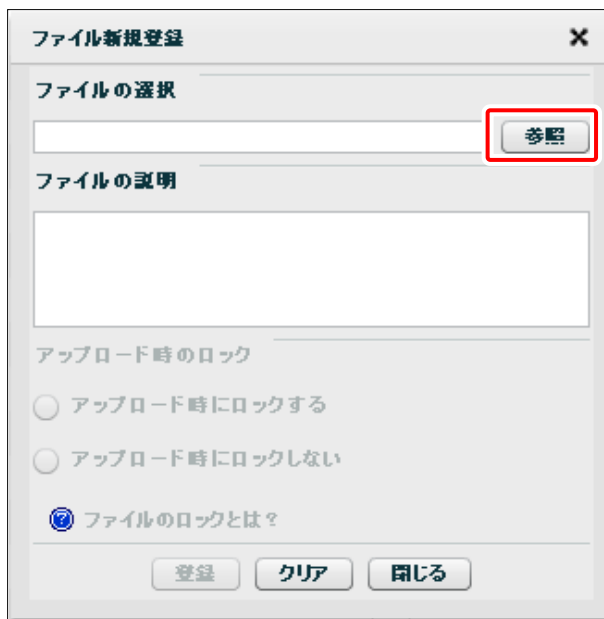 ファイル新規登録
ファイルの選択
参照
ファイルの説明
アップロード時のロック
アップロード時にロックする
アップロード時にロックしない
ファイルのロックとは?
登録 クリア 閉じる